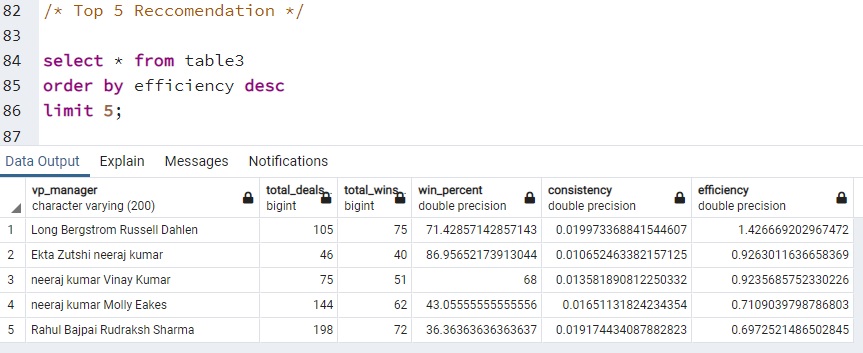 82 /* Top 5 Reccomendation */
83
84 select * from table3
85 order by efficiency desc
86 limit 5;
87
Data Output Explain Messages Notifications
vp_manager total_deals total_wins win_percent consistency efficiency
character varying (200) bigint bigint double precision double precision double precision
1 Long Bergstrom Russell Dahlen 105 75 71.42857142857143 0.019973368841544607 1.426669202967472
2 Ekta Zutshi neeraj kumar 46 40 86.95652173913044 0.010652463382157125 0.9263011636658369
3 neeraj kumar Vinay Kumar 75 51 68 0.013581890812250332 0.9235685752330226
4 neeraj kumar Molly Eakes 144 62 43.05555555555556 0.01651131824234354 0.7109039798786803
5 Rahul Bajpai Rudraksh Sharma 198 72 36.36363636363637 0.019174434087882823 0.6972521486502845